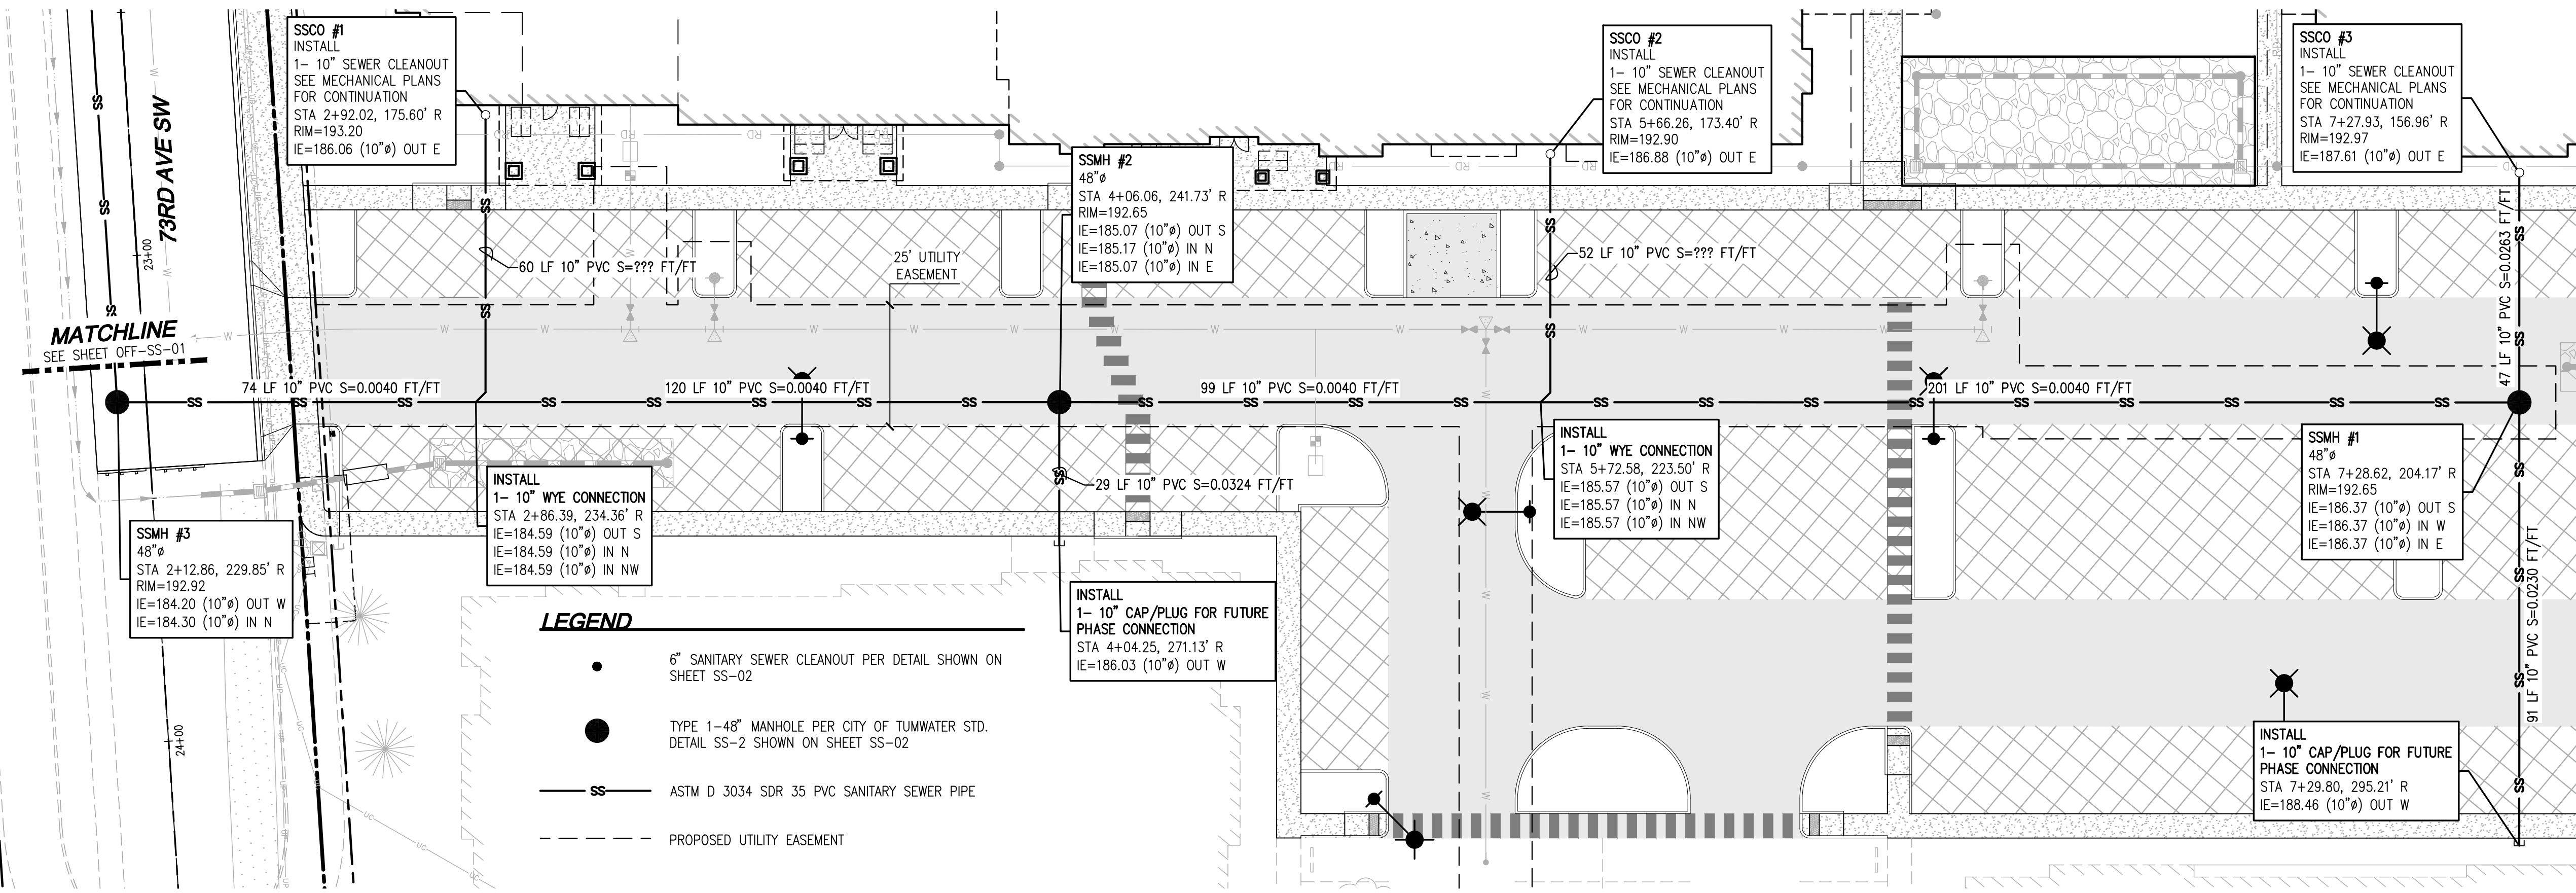 SSCO #1
INSTALL
1- 10" SEWER CLEANOUT
SEE MECHANICAL PLANS
FOR CONTINUATION
STA 2+92.02, 175.60' R
RIM=193.20
IE=186.06 (10"ø) OUT E
SSCO #2
INSTALL
1- 10" SEWER CLEANOUT
SEE MECHANICAL PLANS
FOR CONTINUATION
STA 5+66.26, 173.40' R
RIM=192.90
IE=186.88 (10"ø) OUT E
SSCO #3
INSTALL
1- 10" SEWER CLEANOUT
SEE MECHANICAL PLANS
FOR CONTINUATION
STA 7+27.93, 156.96' R
RIM=192.97
IE=187.61 (10"ø) OUT E
SSMH #2
48"ø
STA 4+06.06, 241.73' R
RIM=192.65
IE=185.07 (10"ø) OUT S
IE=185.17 (10"ø) IN N
IE=185.07 (10"ø) IN E
73RD AVE SW
23+00
24+00
MATCHLINE
SEE SHEET OFF-SS-01
60 LF 10" PVC S=??? FT/FT
25' UTILITY
EASEMENT
52 LF 10" PVC S=??? FT/FT
47 LF 10" PVC S=0.0263 FT/FT
74 LF 10" PVC S=0.0040 FT/FT
120 LF 10" PVC S=0.0040 FT/FT
99 LF 10" PVC S=0.0040 FT/FT
201 LF 10" PVC S=0.0040 FT/FT
29 LF 10" PVC S=0.0324 FT/FT
91 LF 10" PVC S=0.0230 FT/FT
SSMH #3
48"ø
STA 2+12.86, 229.85' R
RIM=192.92
IE=184.20 (10"ø) OUT W
IE=184.30 (10"ø) IN N
INSTALL
1- 10" WYE CONNECTION
STA 2+86.39, 234.36' R
IE=184.59 (10"ø) OUT S
IE=184.59 (10"ø) IN N
IE=184.59 (10"ø) IN NW
INSTALL
1- 10" WYE CONNECTION
STA 5+72.58, 223.50' R
IE=185.57 (10"ø) OUT S
IE=185.57 (10"ø) IN N
IE=185.57 (10"ø) IN NW
SSMH #1
48"ø
STA 7+28.62, 204.17' R
RIM=192.65
IE=186.37 (10"ø) OUT S
IE=186.37 (10"ø) IN W
IE=186.37 (10"ø) IN E
INSTALL
1- 10" CAP/PLUG FOR FUTURE
PHASE CONNECTION
STA 4+04.25, 271.13' R
IE=186.03 (10"ø) OUT W
INSTALL
1- 10" CAP/PLUG FOR FUTURE
PHASE CONNECTION
STA 7+29.80, 295.21' R
IE=188.46 (10"ø) OUT W
LEGEND
6" SANITARY SEWER CLEANOUT PER DETAIL SHOWN ON
SHEET SS-02
TYPE 1-48" MANHOLE PER CITY OF TUMWATER STD.
DETAIL SS-2 SHOWN ON SHEET SS-02
SS
ASTM D 3034 SDR 35 PVC SANITARY SEWER PIPE
PROPOSED UTILITY EASEMENT